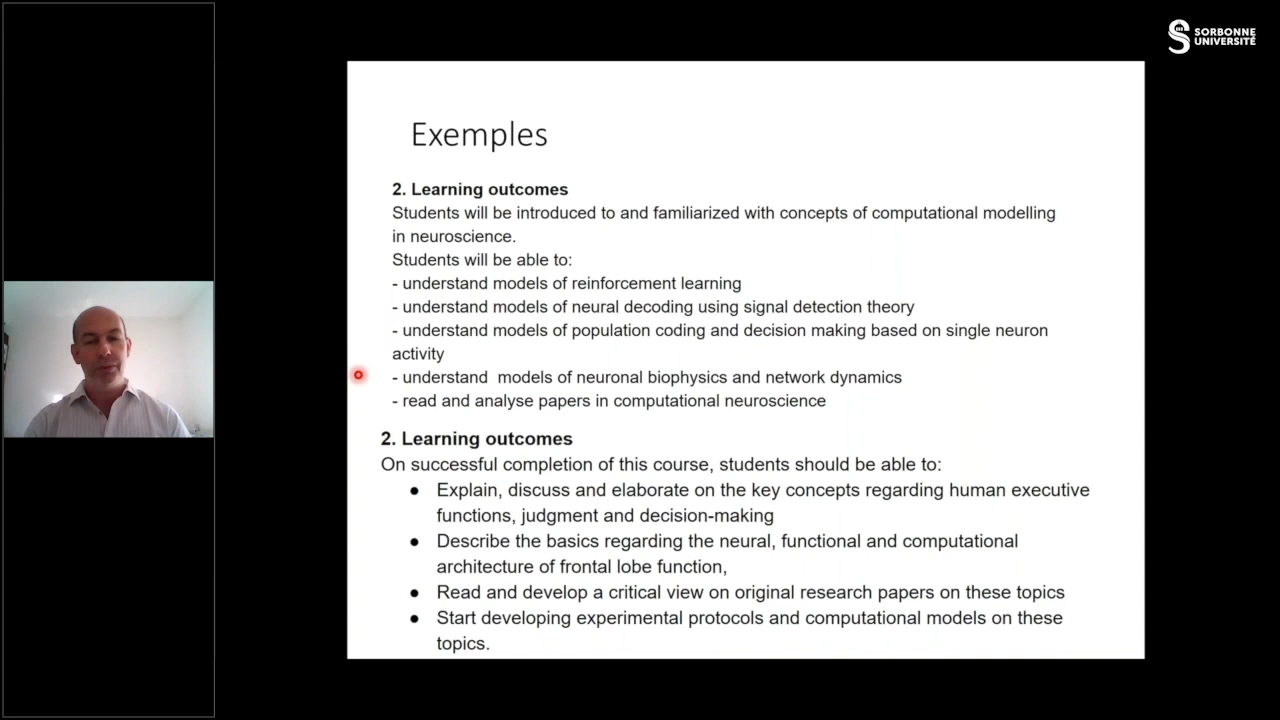 SORBONNE
UNIVERSITÉ
Exemples
2. Learning outcomes
Students will be introduced to and familiarized with concepts of computational modelling
in neuroscience.
Students will be able to:
- understand models of reinforcement learning
- understand models of neural decoding using signal detection theory
- understand models of population coding and decision making based on single neuron
activity
- understand  models of neuronal biophysics and network dynamics
- read and analyse papers in computational neuroscience
2. Learning outcomes
On successful completion of this course, students should be able to:
● Explain, discuss and elaborate on the key concepts regarding human executive
functions, judgment and decision-making
● Describe the basics regarding the neural, functional and computational
architecture of frontal lobe function,
● Read and develop a critical view on original research papers on these topics
● Start developing experimental protocols and computational models on these
topics.